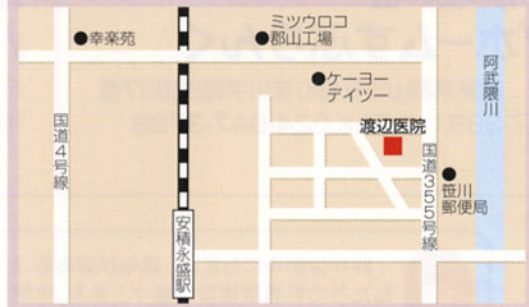 幸楽苑
ミツウロコ
郡山工場
ケーヨー
デイツー
阿武隈川
渡辺医院
国道4号線
国道355号線
笹川
郵便局
安積永盛駅